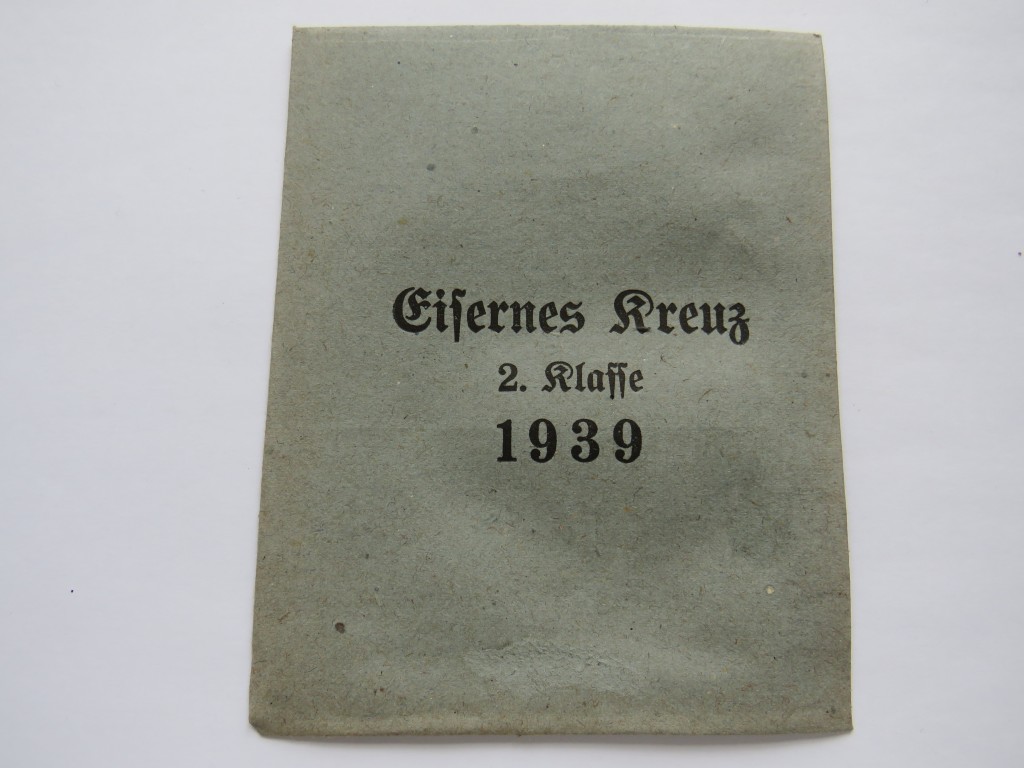 Eiſernes Kreuz
2. Klaſſe
1939